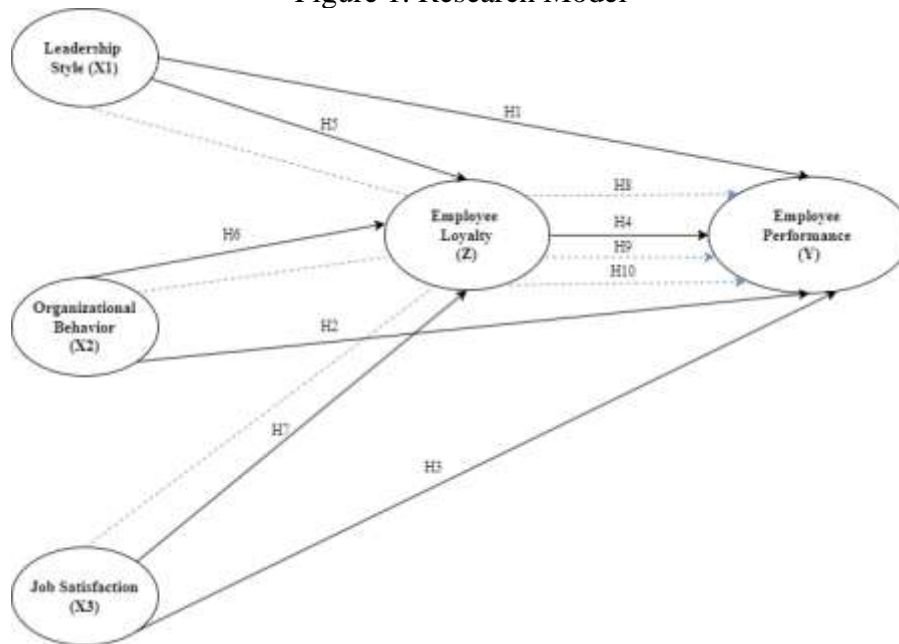 Figure 1. Research Model
Leadership
Style (X1)
H1
H5
H8
Employee
Loyalty
(Z)
H4
Employee
Performance
(Y)
H6
H9
H10
Organizational
Behavior
(X2)
H2
H7
H3
Job Satisfaction
(X3)